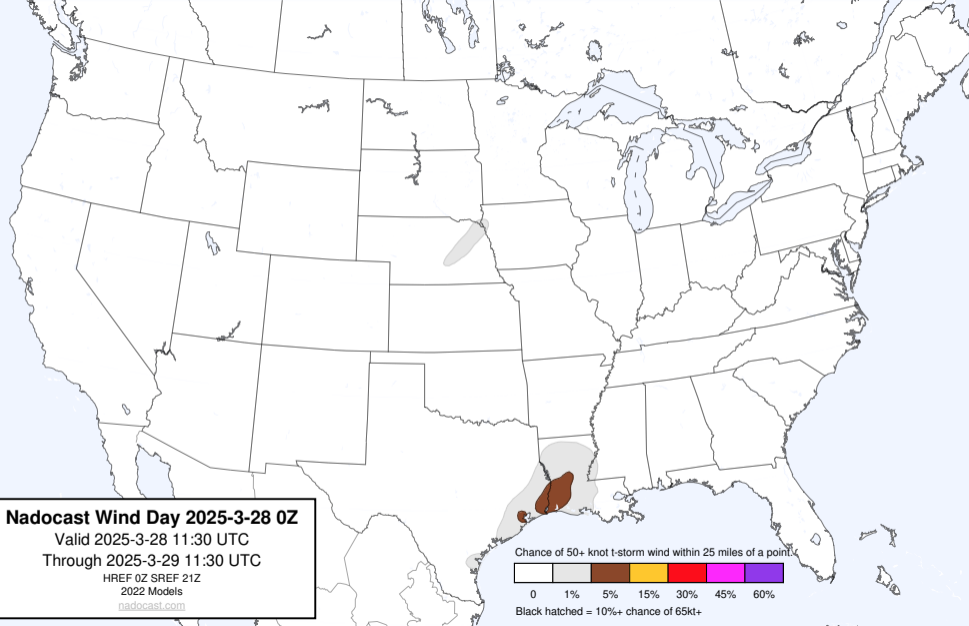 Nadocast Wind Day 2025-3-28 0Z
Valid 2025-3-28 11:30 UTC
Through 2025-3-29 11:30 UTC
HREF 0Z SREF 21Z
2022 Models
nadocast.com
Chance of 50+ knot t-storm wind within 25 miles of a point.
0 1% 5% 15% 30% 45% 60%
Black hatched = 10%+ chance of 65kt+